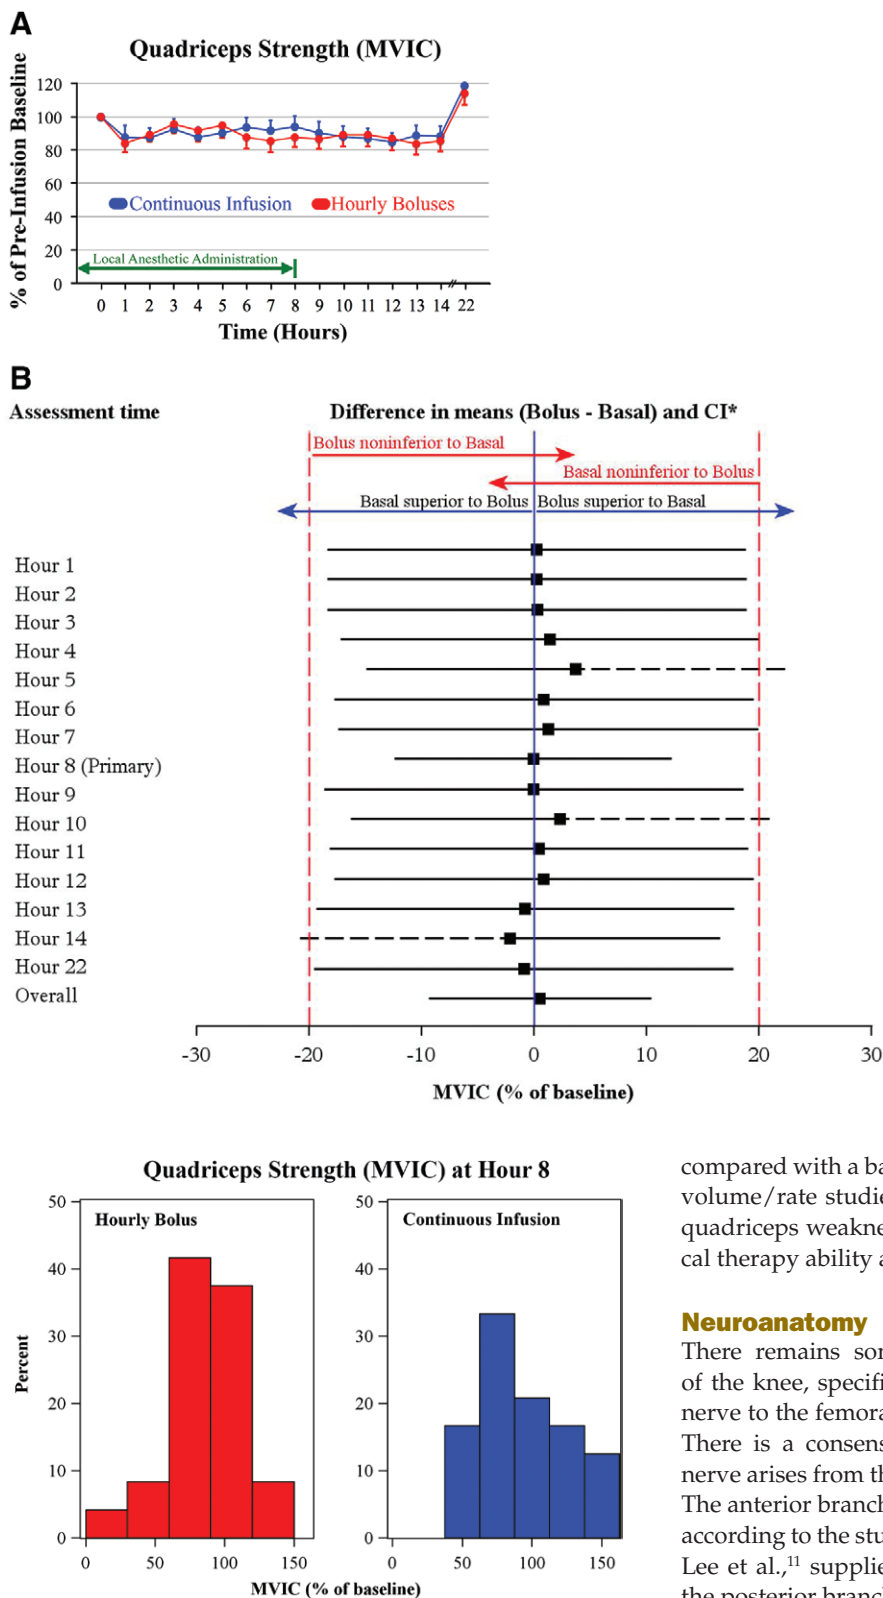 A
Quadriceps Strength (MVIC)
% of Pre-Infusion Baseline
120
100
80
60
40
20
0
Continuous Infusion
Hourly Boluses
Local Anesthetic Administration
0 1 2 3 4 5 6 7 8 9 10 11 12 13 14 22
Time (Hours)
B
Assessment time
Difference in means (Bolus - Basal) and CI*
Bolus noninferior to Basal
Basal noninferior to Bolus
Basal superior to Bolus
Bolus superior to Basal
Hour 1
Hour 2
Hour 3
Hour 4
Hour 5
Hour 6
Hour 7
Hour 8 (Primary)
Hour 9
Hour 10
Hour 11
Hour 12
Hour 13
Hour 14
Hour 22
Overall
-30 -20 -10 0 10 20 30
MVIC (% of baseline)
Quadriceps Strength (MVIC) at Hour 8
Percent
50
40
30
20
10
0
Hourly Bolus
0 50 100 150
50
40
30
20
10
0
Continuous Infusion
0 50 100 150
MVIC (% of baseline)
compared with a ba
volume/rate studie
quadriceps weakne
cal therapy ability a
Neuroanatomy
There remains son
of the knee, specifi
nerve to the femora
There is a consens
nerve arises from th
The anterior branch
according to the stu
Lee et al.,11 supplie
the posterior branch